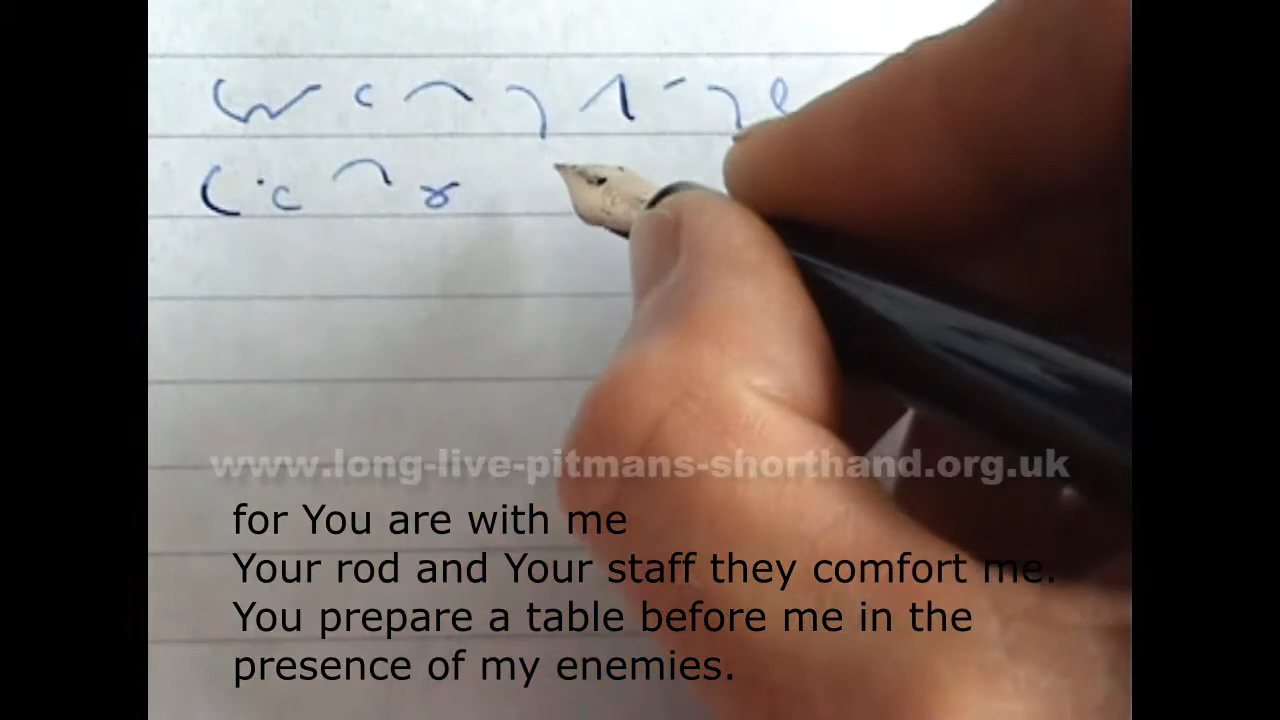 www.long-live-pitmans-shorthand.org.uk
for You are with me
Your rod and Your staff they comfort me.
You prepare a table before me in the
presence of my enemies.